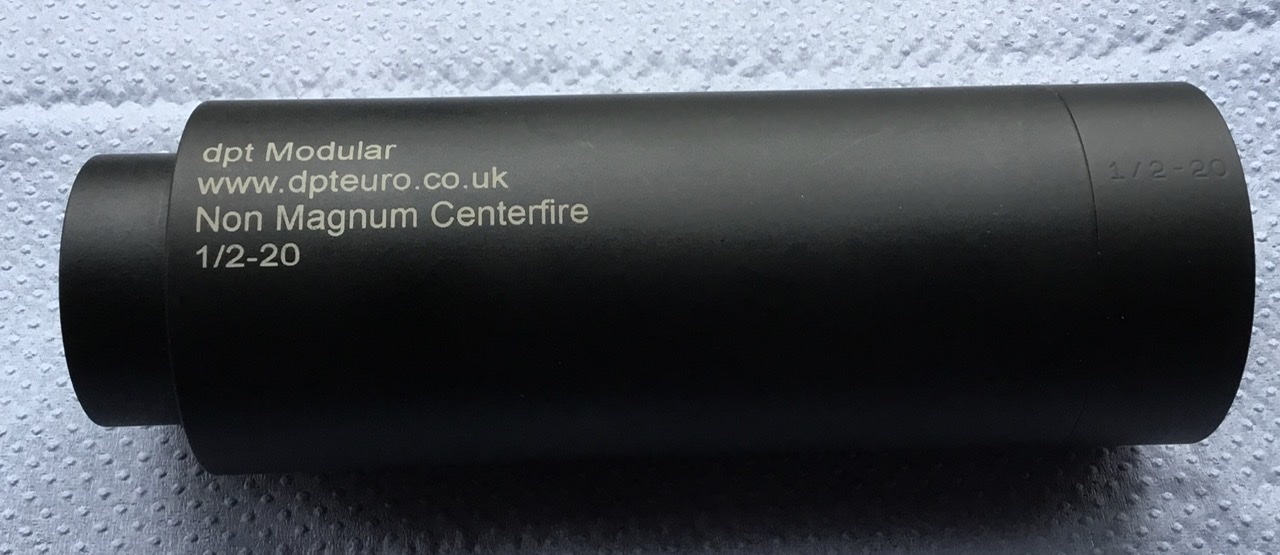 dpt Modular
www.dpteuro.co.uk
Non Magnum Centerfire
1/2-20
1/2-20